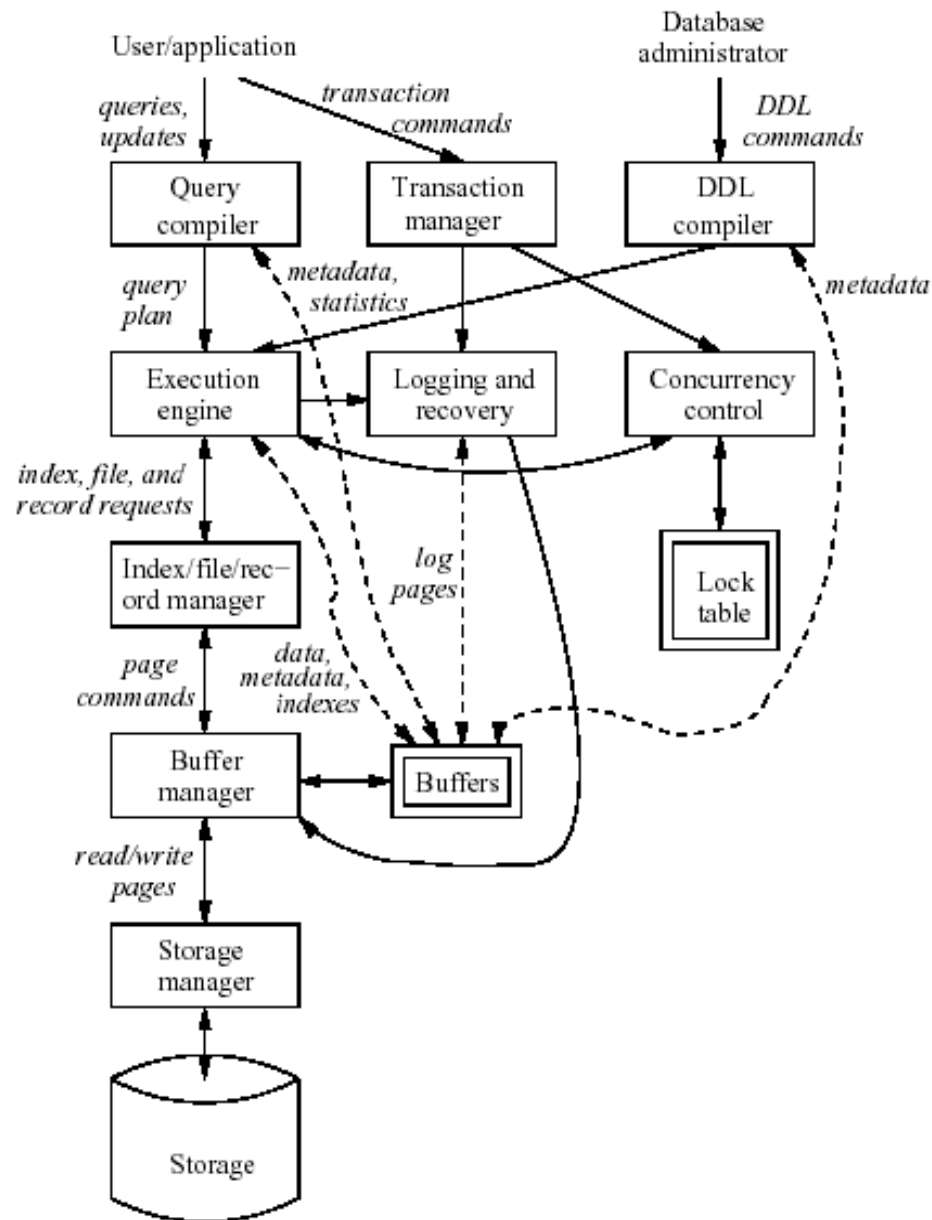 User/application
Database
administrator
queries,
updates
transaction
commands
DDL
commands
Query
compiler
Transaction
manager
DDL
compiler
query
plan
metadata,
statistics
metadata
Execution
engine
Logging and
recovery
Concurrency
control
index, file, and
record requests
log
pages
Index/file/rec-
ord manager
Lock
table
page
commands
data,
metadata,
indexes
Buffer
manager
Buffers
read/write
pages
Storage
manager
Storage